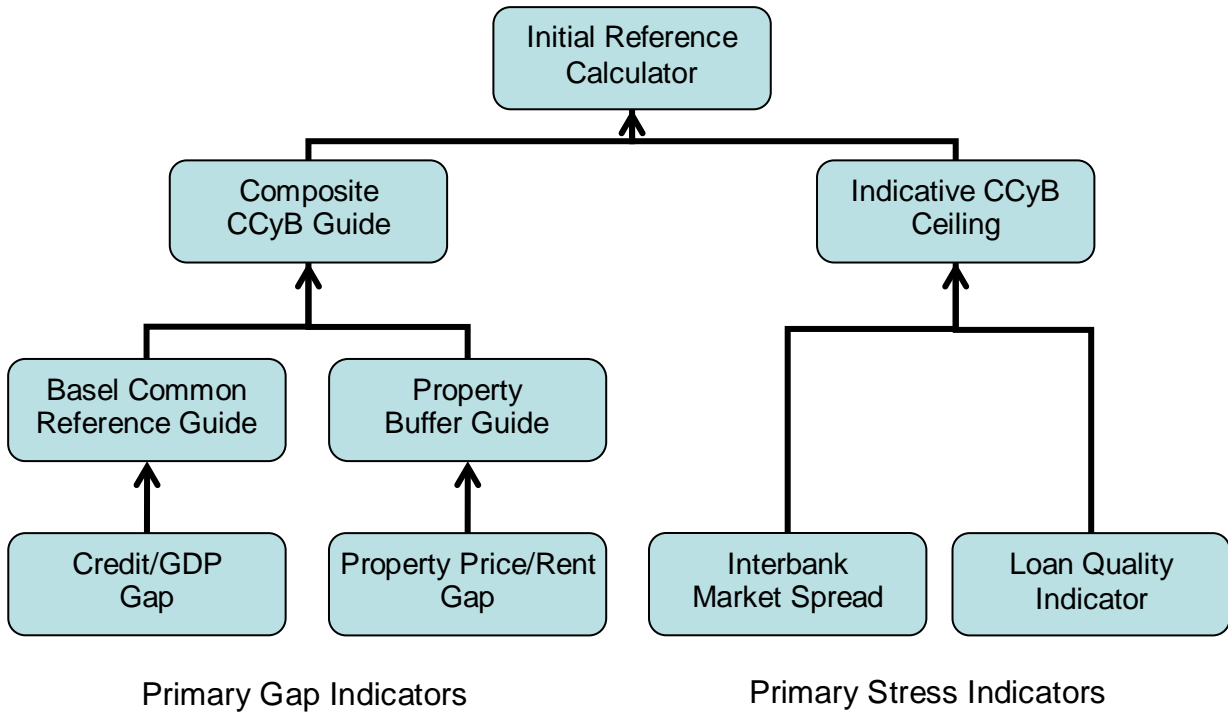 Initial Reference
Calculator
Composite
CCyB Guide
Indicative CCyB
Ceiling
Basel Common
Reference Guide
Property
Buffer Guide
Credit/GDP
Gap
Property Price/Rent
Gap
Interbank
Market Spread
Loan Quality
Indicator
Primary Gap Indicators
Primary Stress Indicators